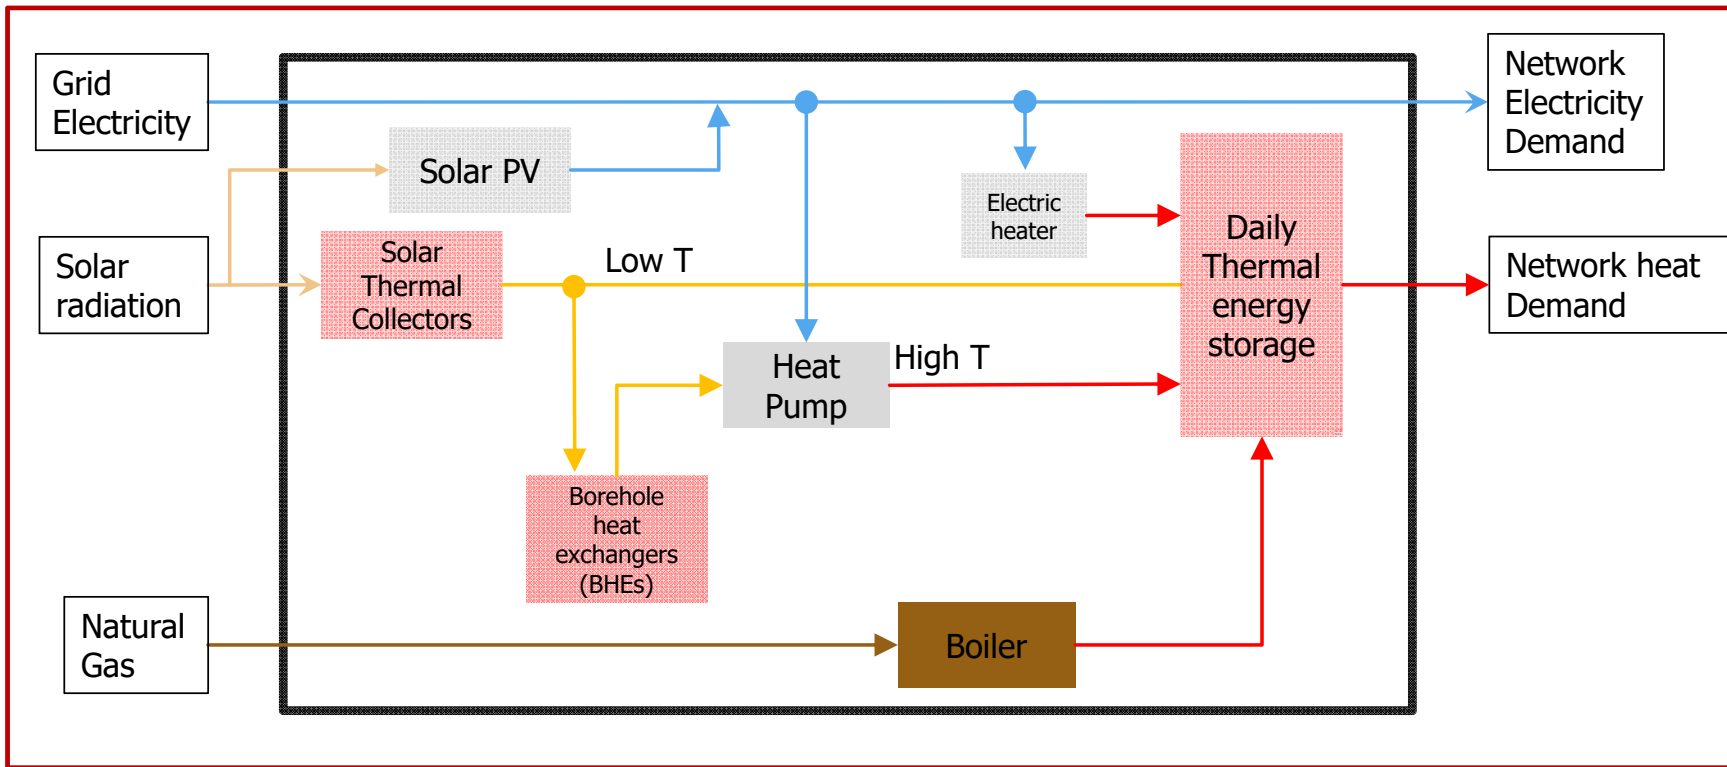 Grid
Electricity
Network
Electricity
Demand
Solar PV
Electric
heater
Daily
Thermal
energy
storage
Solar
radiation
Solar
Thermal
Collectors
Low T
Network heat
Demand
Heat
Pump
High T
Borehole
heat
exchangers
(BHEs)
Natural
Gas
Boiler